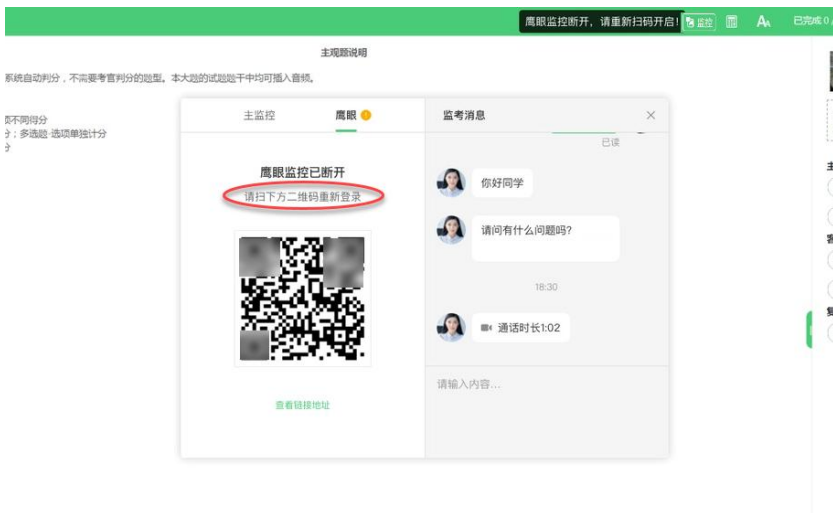 鹰眼监控断开，请重新扫码开启!
监控
已完成0/
主观题说明
系统自动判分，不需要考官判分的题型。本大题的试题题干中均可插入音频。
项不同得分
分；多选题-选项单独计分
分
主监控
鹰眼
鹰眼监控已断开
请扫下方二维码重新登录
查看链接地址
监考消息
已读
你好同学
请问有什么问题吗?
18:30
通话时长1:02
请输入内容...
主
客